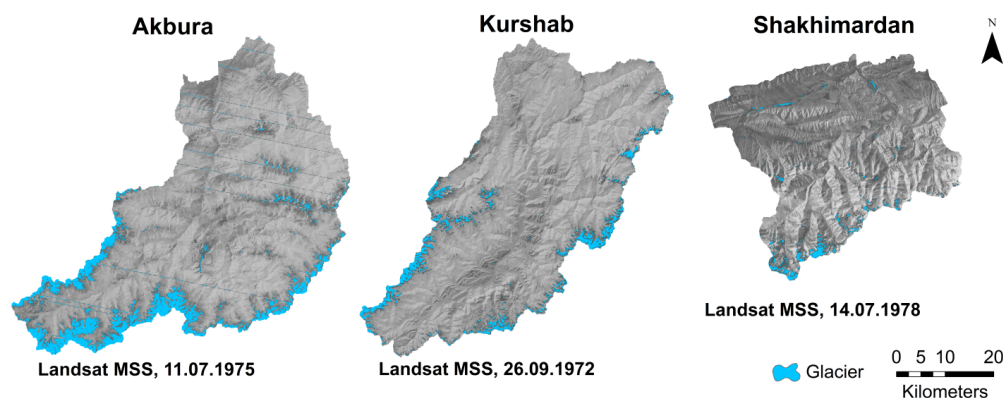 Akbura
Kurshab
Shakhimardan
N
Landsat MSS, 11.07.1975
Landsat MSS, 26.09.1972
Landsat MSS, 14.07.1978
Glacier
0 5 10 20
Kilometers